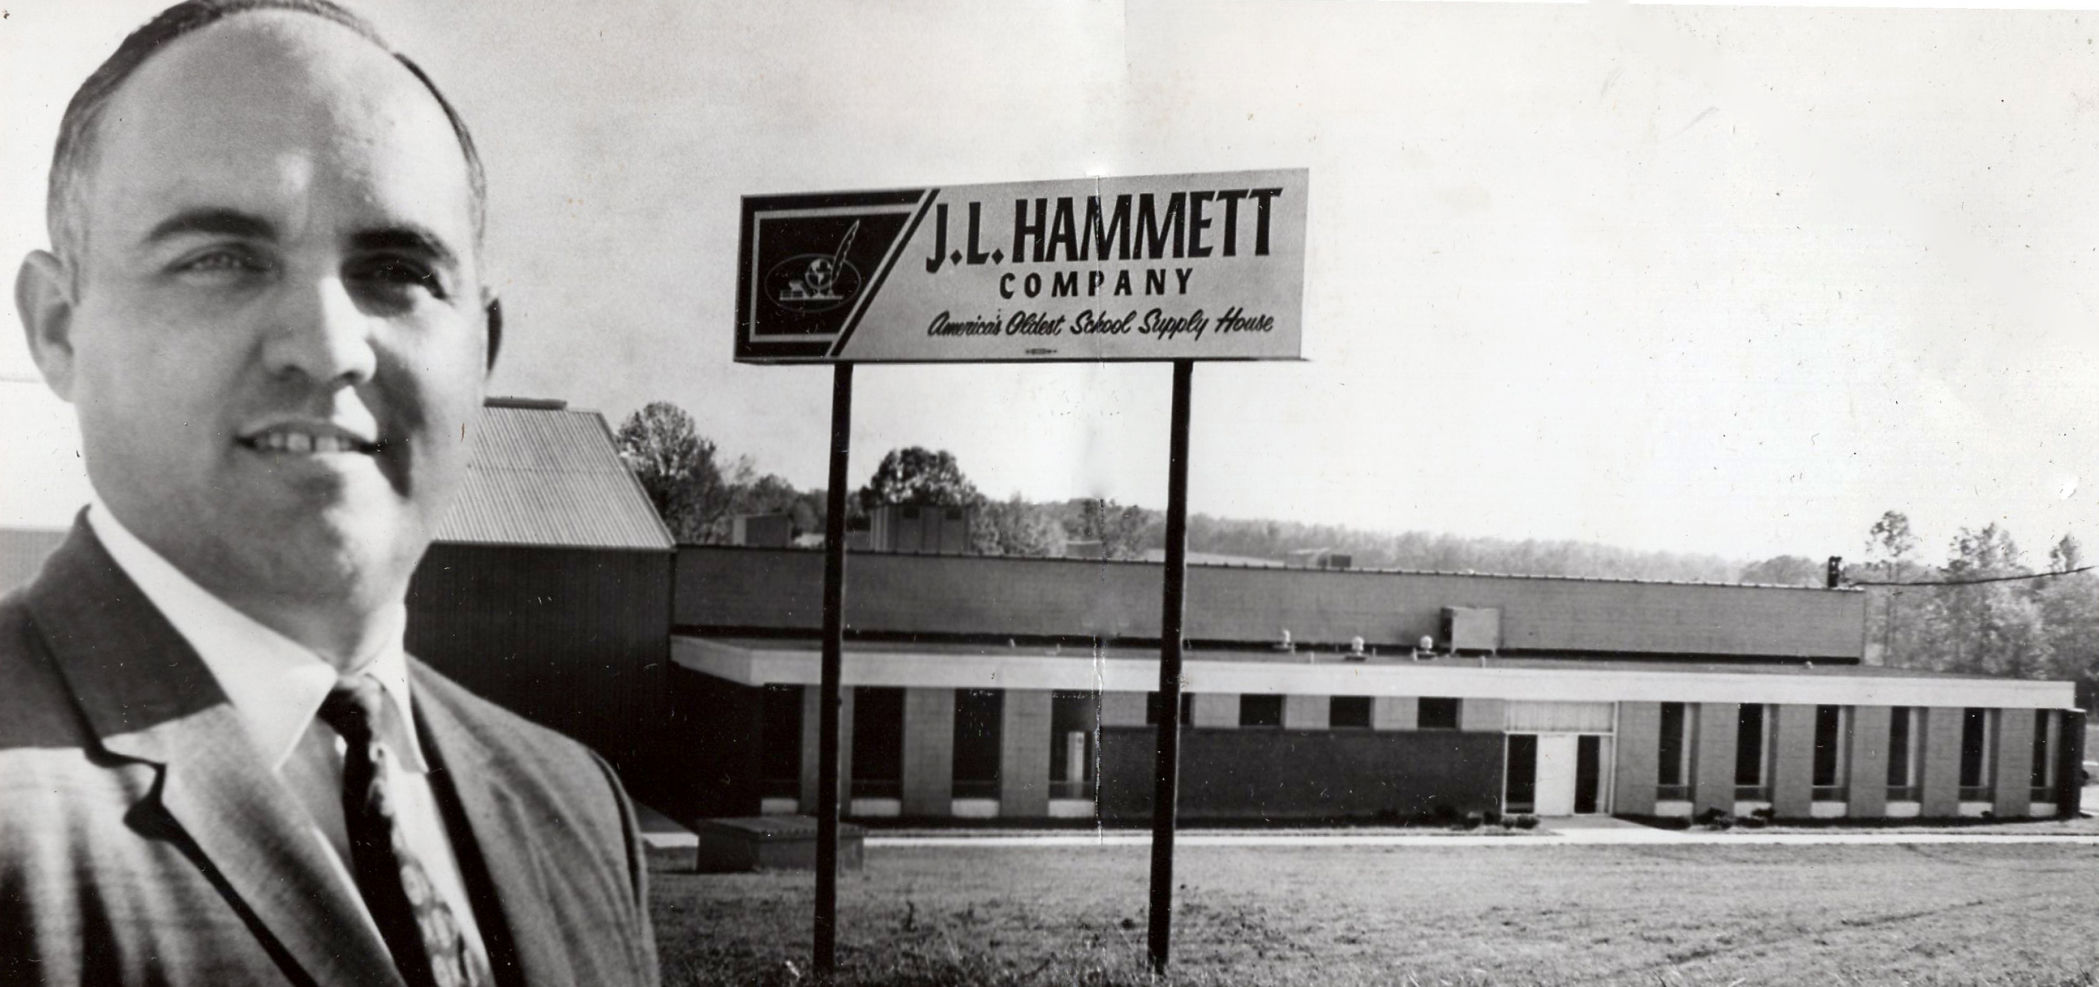 J.L. HAMMETT
COMPANY
America's Oldest School Supply House